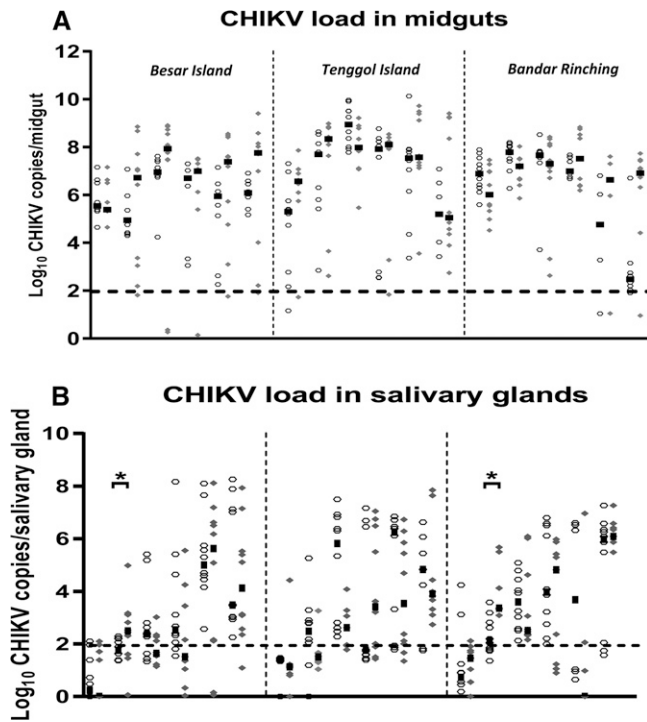 A CHIKV load in midguts
Log10 CHIKV copies/midgut
12
10
8
6
4
2
0
Besar Island Tenggol Island Bandar Rinching
B CHIKV load in salivary glands
Log10 CHIKV copies/salivary gland
10
8
6
4
2
0
* *